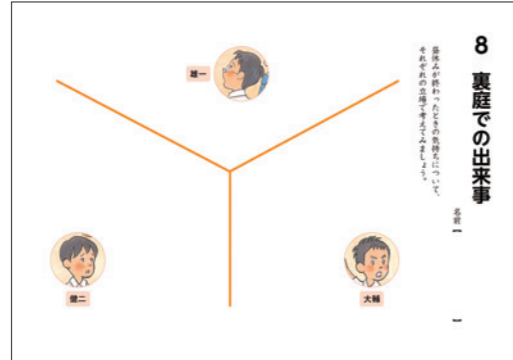 8 裏庭での出来事
名前【　　　】
昼休みが終わったときの気持ちについて、
それぞれの立場で考えてみましょう。
雄一
健二
大輔